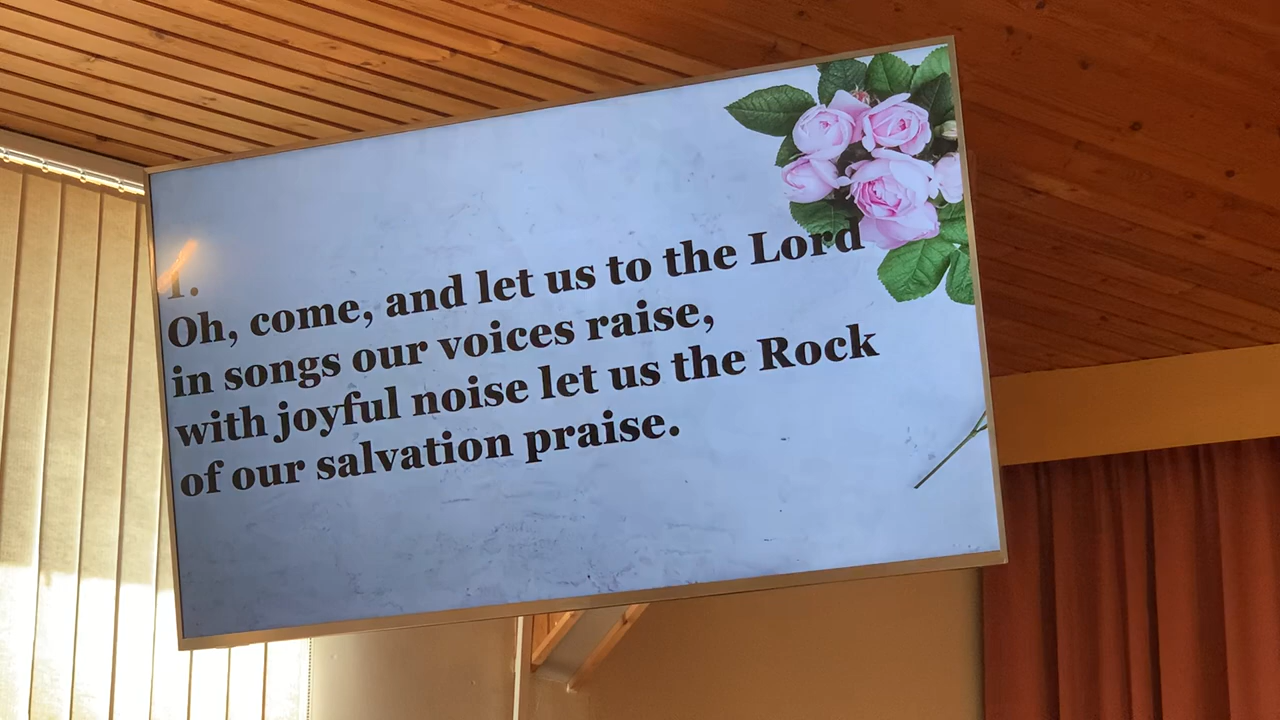 1.
Oh, come, and let us to the Lord
in songs our voices raise,
with joyful noise let us the Rock
of our salvation praise.